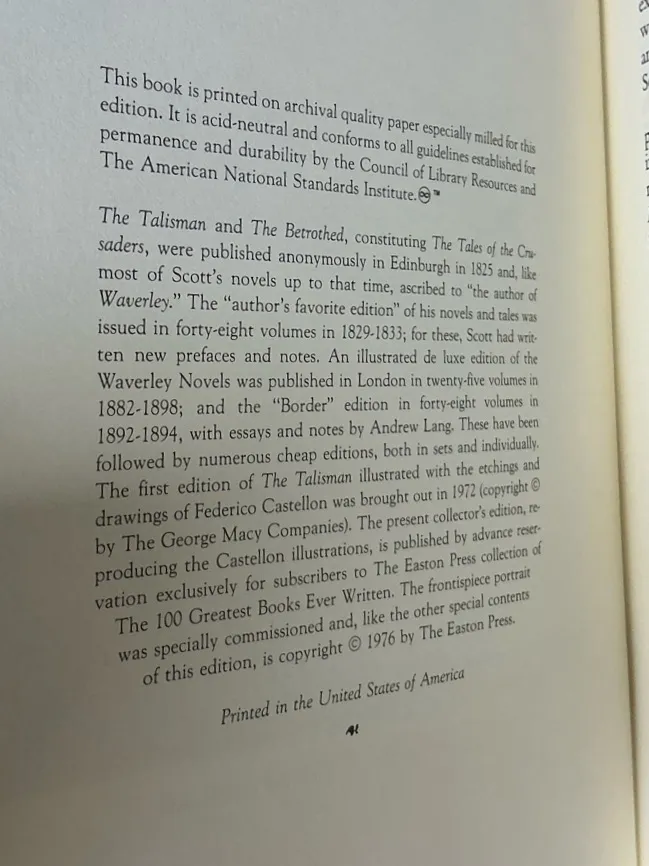 This book is printed on archival quality paper especially milled for this
edition. It is acid-neutral and conforms to all guidelines established for
permanence and durability by the Council of Library Resources and
The American National Standards Institute.♾™
The Talisman and The Betrothed, constituting The Tales of the Cru-
saders, were published anonymously in Edinburgh in 1825 and, like
most of Scott's novels up to that time, ascribed to “the author of
Waverley.” The “author's favorite edition” of his novels and tales was
issued in forty-eight volumes in 1829-1833; for these, Scott had writ-
ten new prefaces and notes. An illustrated de luxe edition of the
Waverley Novels was published in London in twenty-five volumes in
1882-1898; and the “Border” edition in forty-eight volumes in
1892-1894, with essays and notes by Andrew Lang. These have been
followed by numerous cheap editions, both in sets and individually.
The first edition of The Talisman illustrated with the etchings and
drawings of Federico Castellon was brought out in 1972 (copyright ©
by The George Macy Companies). The present collector's edition, re-
producing the Castellon illustrations, is published by advance reser-
vation exclusively for subscribers to The Easton Press collection of
The 100 Greatest Books Ever Written. The frontispiece portrait
was specially commissioned and, like the other special contents
of this edition, is copyright © 1976 by The Easton Press.
Printed in the United States of America